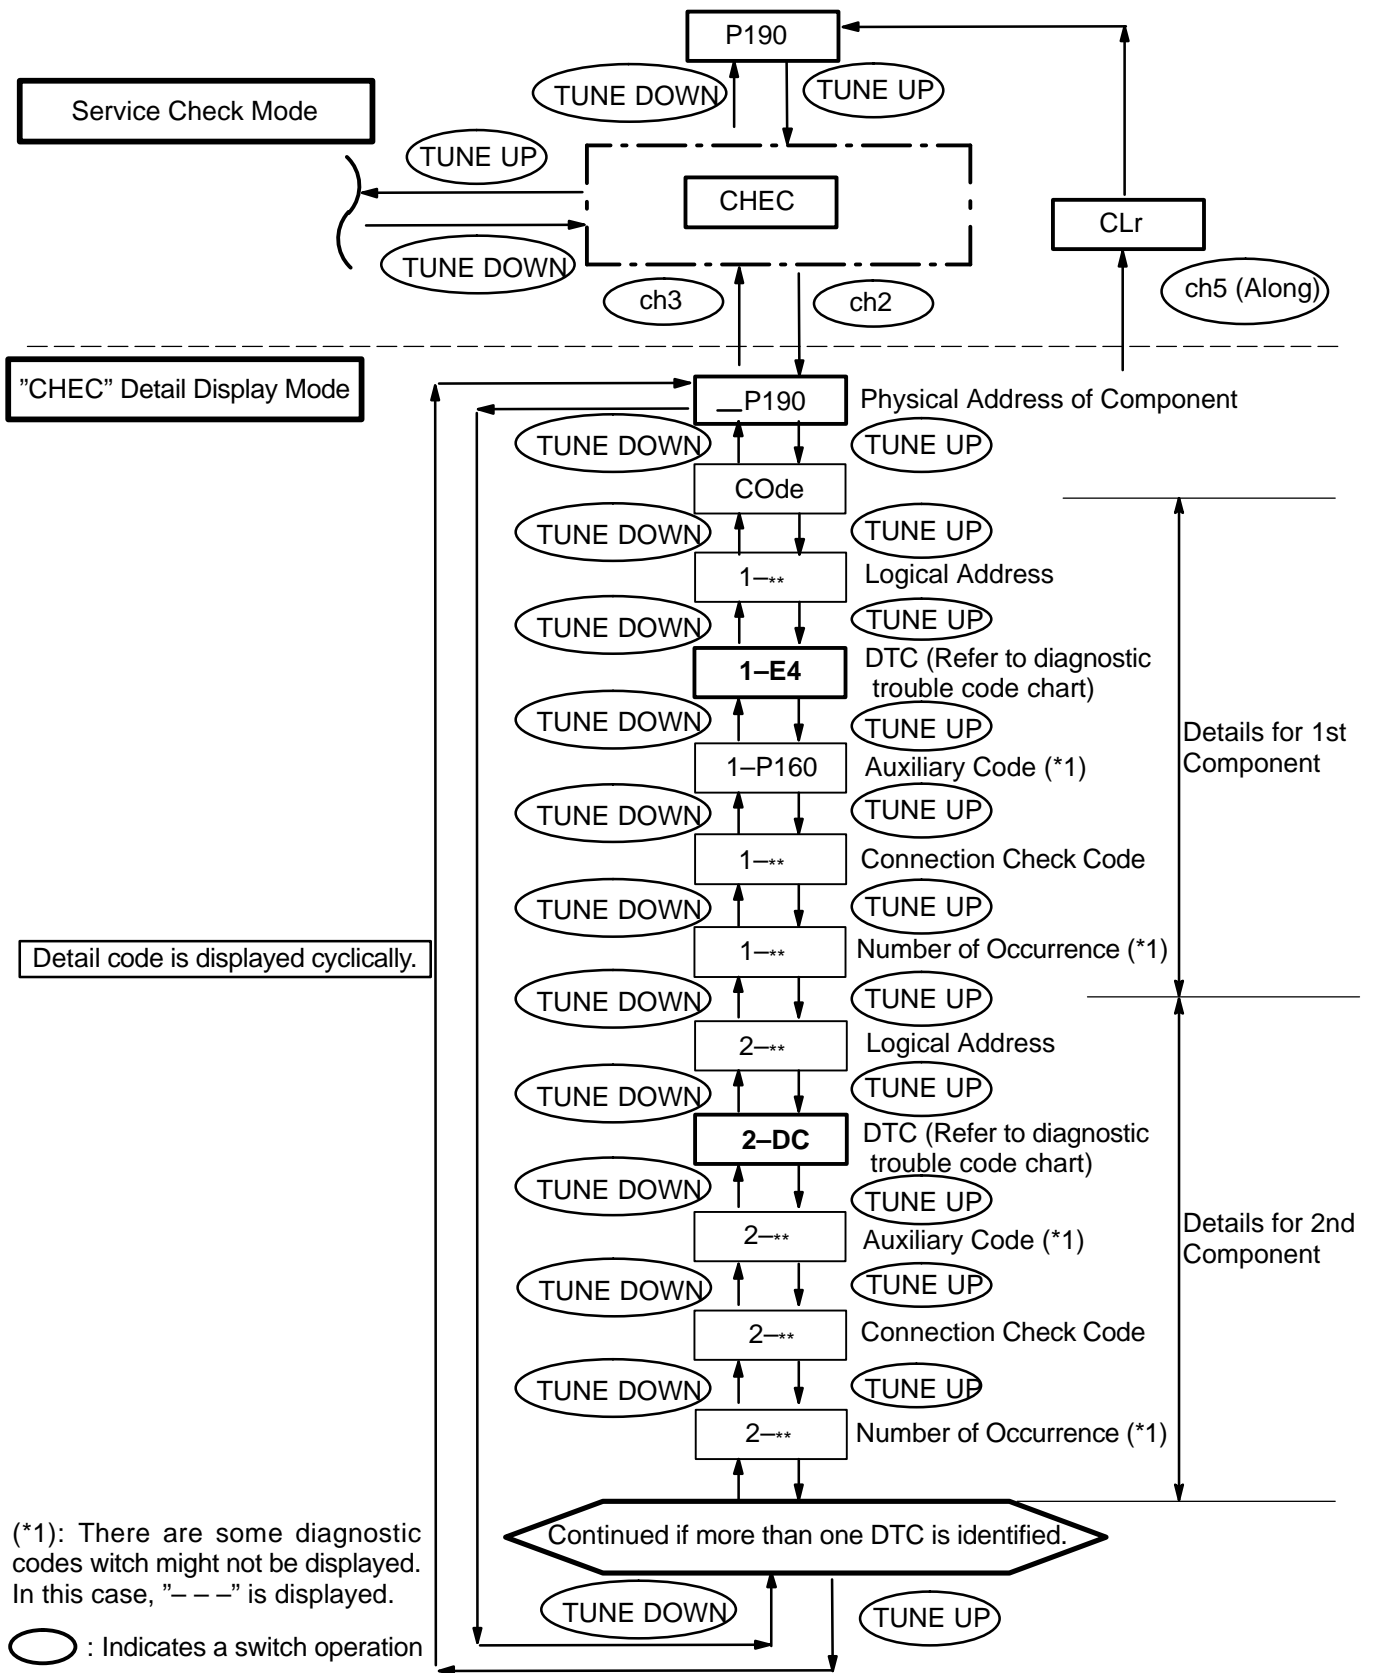 P190
TUNE DOWN
TUNE UP
Service Check Mode
TUNE UP
CHEC
CLr
TUNE DOWN
ch3
ch2
ch5 (Along)
”CHEC” Detail Display Mode
__P190
Physical Address of Component
TUNE DOWN
TUNE UP
COde
TUNE DOWN
TUNE UP
1–**
Logical Address
TUNE DOWN
TUNE UP
1–E4
DTC (Refer to diagnostic
trouble code chart)
TUNE DOWN
TUNE UP
Details for 1st
Component
1–P160
Auxiliary Code (*1)
TUNE DOWN
TUNE UP
1–**
Connection Check Code
TUNE DOWN
TUNE UP
Detail code is displayed cyclically.
1–**
Number of Occurrence (*1)
TUNE DOWN
TUNE UP
2–**
Logical Address
TUNE DOWN
TUNE UP
2–DC
DTC (Refer to diagnostic
trouble code chart)
TUNE DOWN
TUNE UP
Details for 2nd
Component
2–**
Auxiliary Code (*1)
TUNE DOWN
TUNE UP
2–**
Connection Check Code
TUNE DOWN
TUNE UP
2–**
Number of Occurrence (*1)
Continued if more than one DTC is identified.
(*1): There are some diagnostic
codes witch might not be displayed.
In this case, ”– – –” is displayed.
TUNE DOWN
TUNE UP
: Indicates a switch operation